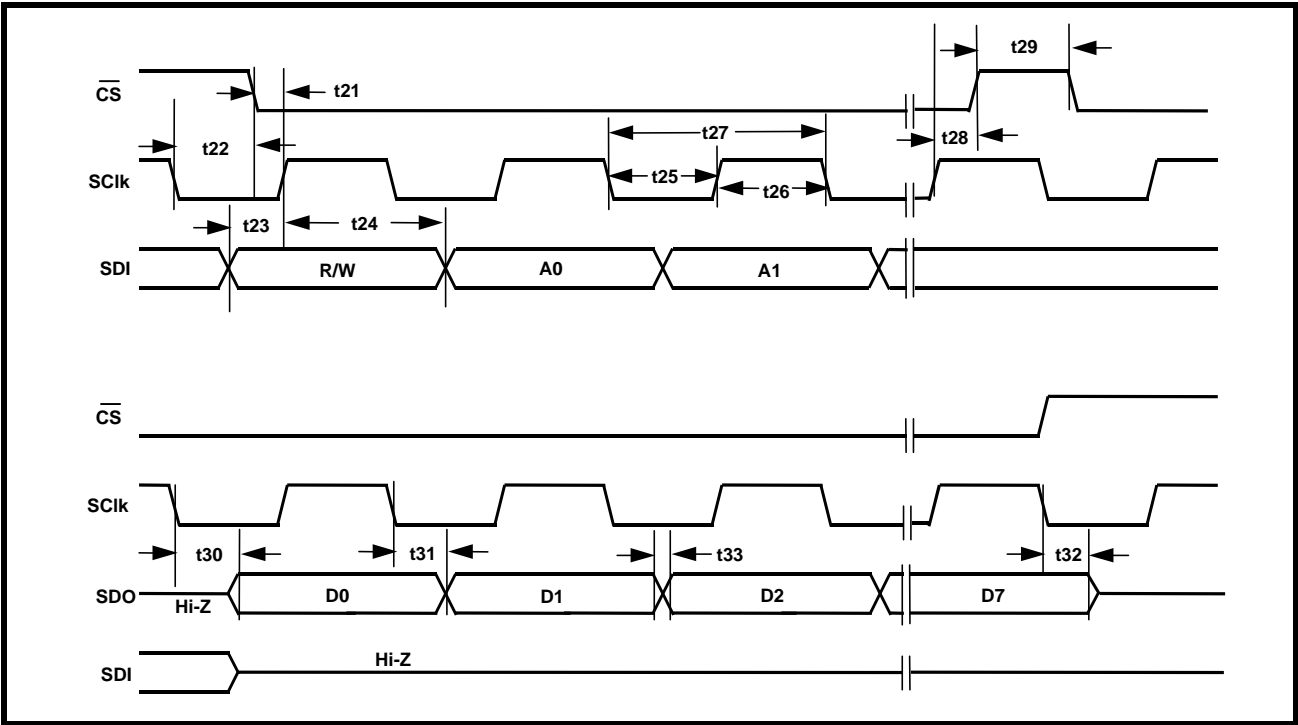 t29
CS
t21
t27
t22
t28
SClk
t25
t26
t23
t24
SDI
R/W
A0
A1
CS
SClk
t30
t31
t33
t32
SDO
Hi-Z
D0
D1
D2
D7
SDI
Hi-Z